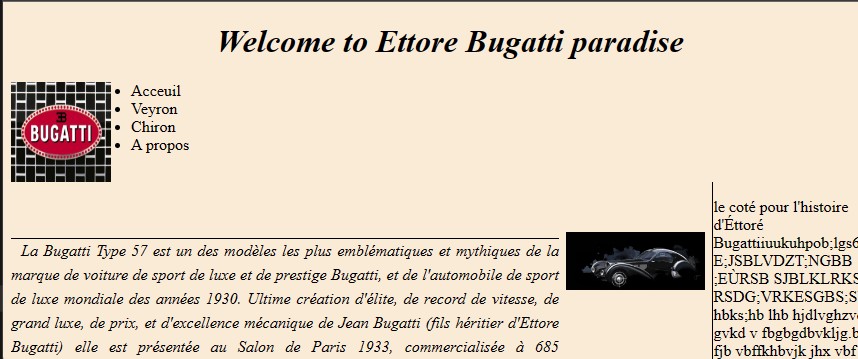 Welcome to Ettore Bugatti paradise
BUGATTI
Acceuil
Veyron
Chiron
A propos
La Bugatti Type 57 est un des modèles les plus emblématiques et mythiques de la
marque de voiture de sport de luxe et de prestige Bugatti, et de l'automobile de sport
de luxe mondiale des années 1930. Ultime création d'élite, de record de vitesse, de
grand luxe, de prix, et d'excellence mécanique de Jean Bugatti (fils héritier d'Ettore
Bugatti) elle est présentée au Salon de Paris 1933, commercialisée à 685
le coté pour l'histoire
d'Éttoré
Bugattiiuukuhpob;lgs6
E;JSBLVDZT;NGBB
;EÙRSB SJBLKLRKS
RSDG;VRKESGBS;S
hbks;hb lhb hjdlvghzv
gvkd v fbgbgdbvkljg.b
fjb vbffkhbvjk jhx vbf